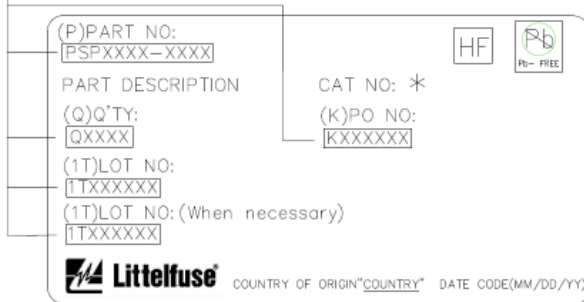 (P)PART NO:
PSPXXXX-XXXX
HF
Pb
Pb- FREE
PART DESCRIPTION
CAT NO: *
(Q)Q'TY:
QXXXX
(K)PO NO:
KXXXXXX
(1T)LOT NO:
1TXXXXXX
(1T)LOT NO:(When necessary)
1TXXXXXX
Littelfuse®
COUNTRY OF ORIGIN"COUNTRY" DATE CODE(MM/DD/YY)